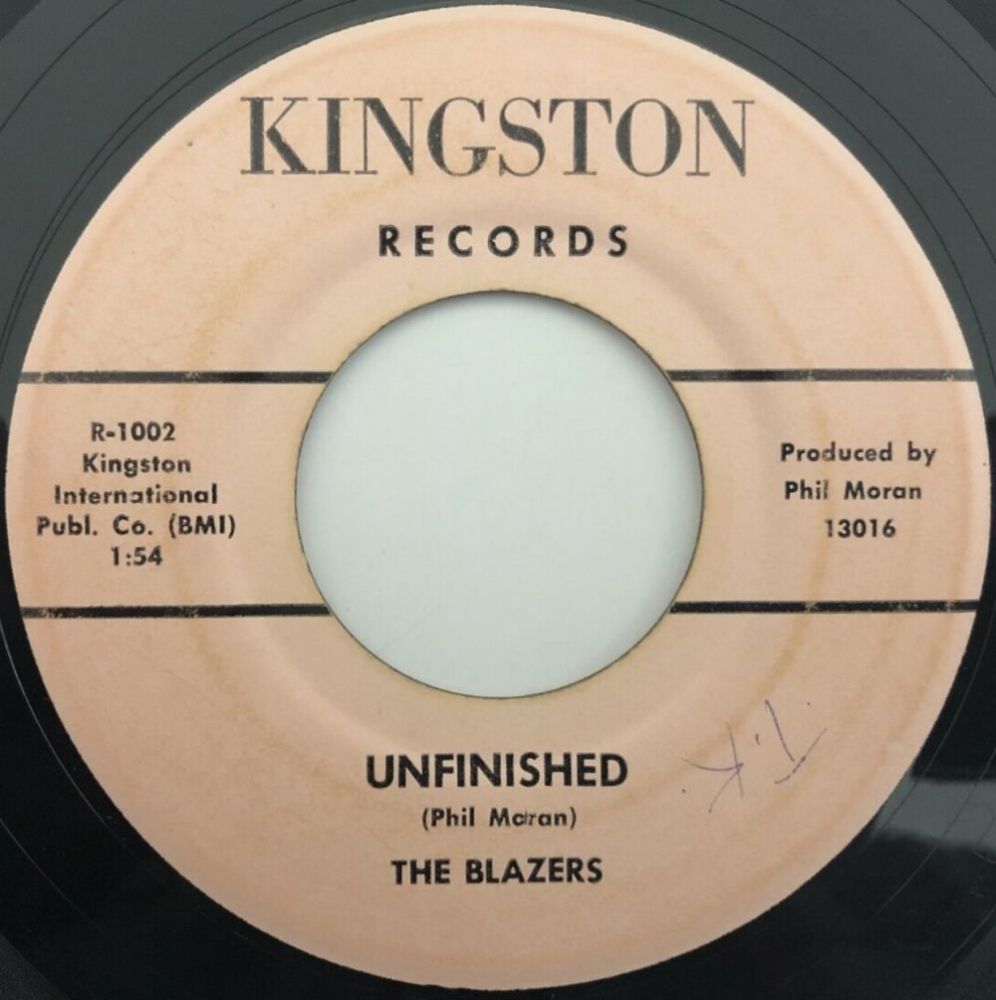 KINGSTON
RECORDS
R-1002
Kingston
International
Publ. Co. (BMI)
1:54
Produced by
Phil Moran
13016
UNFINISHED
(Phil Moran)
THE BLAZERS